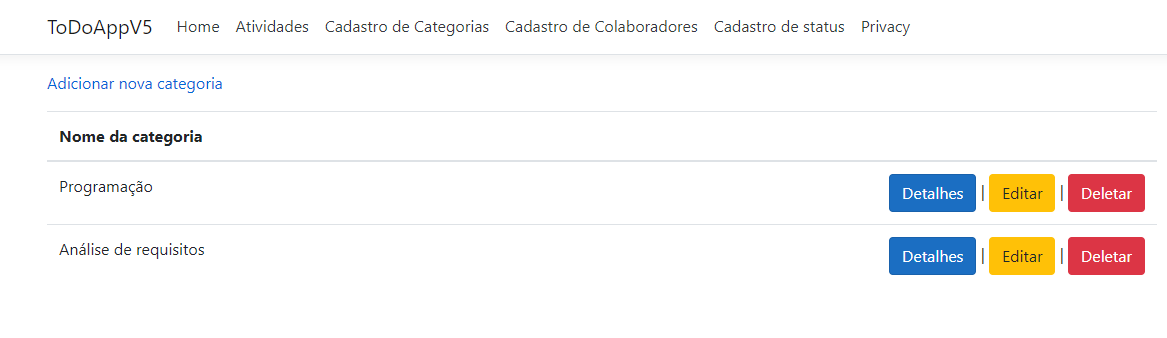 ToDoAppV5 Home Atividades Cadastro de Categorias Cadastro de Colaboradores Cadastro de status Privacy
Adicionar nova categoria
Nome da categoria
Programação Detalhes | Editar | Deletar
Análise de requisitos Detalhes | Editar | Deletar